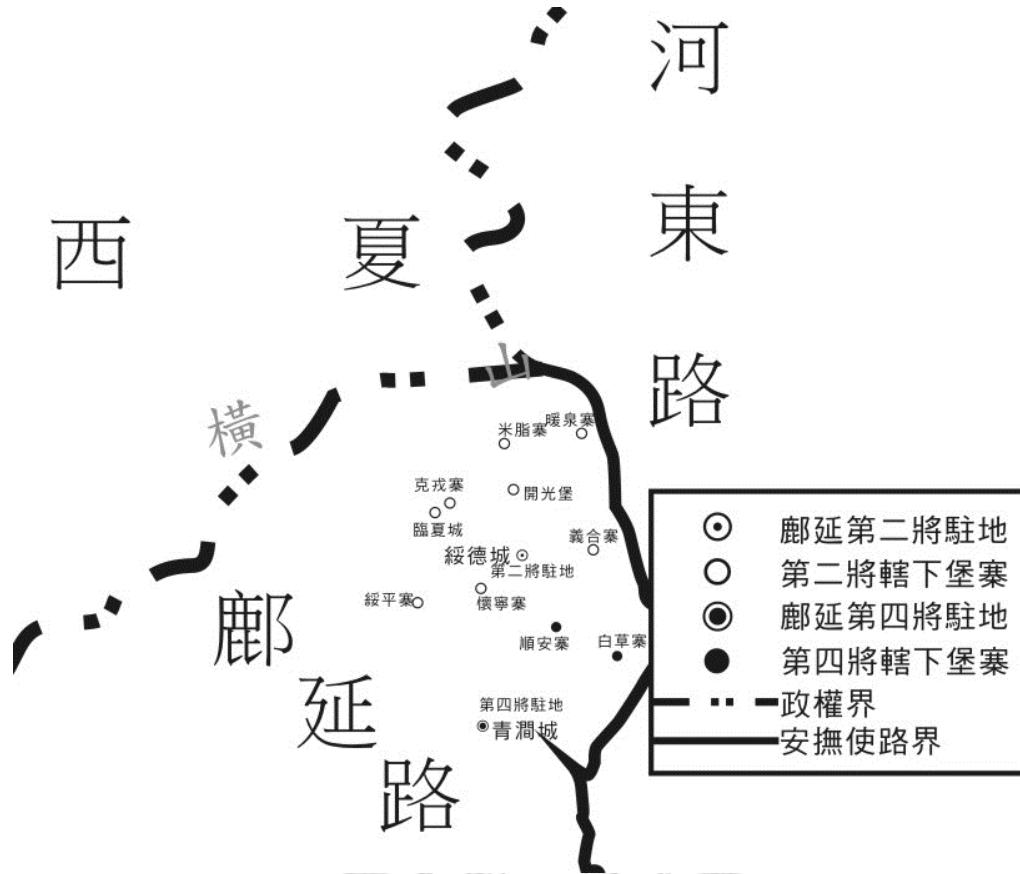 河東路
西夏
橫山
暖泉寨
米脂寨
克戎寨
開光堡
臨夏城
義合寨
綏德城
第二將駐地
綏平寨
懷寧寨
順安寨
白草寨
第四將駐地
青澗城
鄜延路
鄜延第二將駐地
第二將轄下堡寨
鄜延第四將駐地
第四將轄下堡寨
政權界
安撫使路界